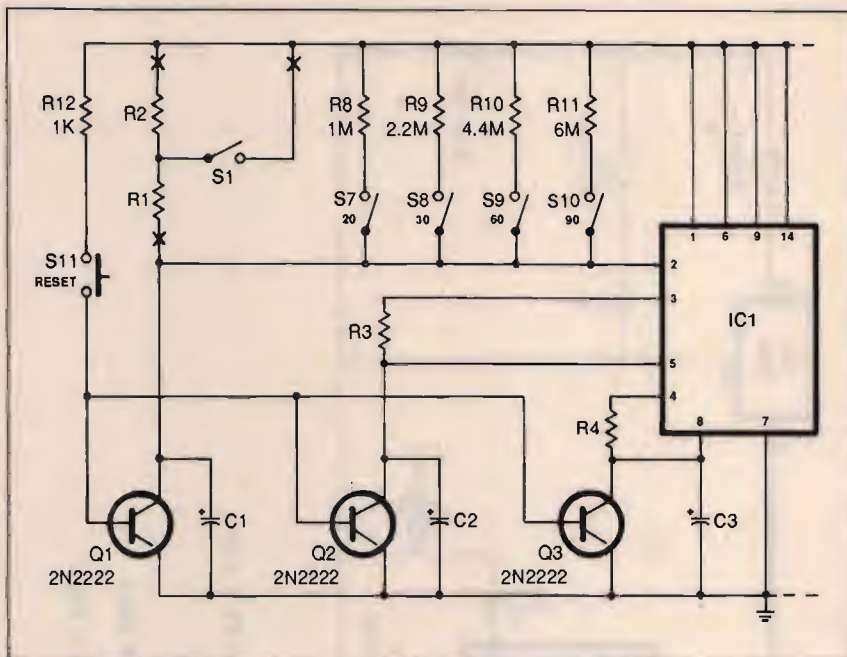 R12
1K
R2
S1
R1
R8
1M
R9
2.2M
R10
4.4M
R11
6M
S7
20
S8
30
S9
60
S10
90
S11
RESET
1
6
9
14
2
3
5
4
8
7
IC1
R3
R4
Q1
2N2222
C1
Q2
2N2222
C2
Q3
2N2222
C3